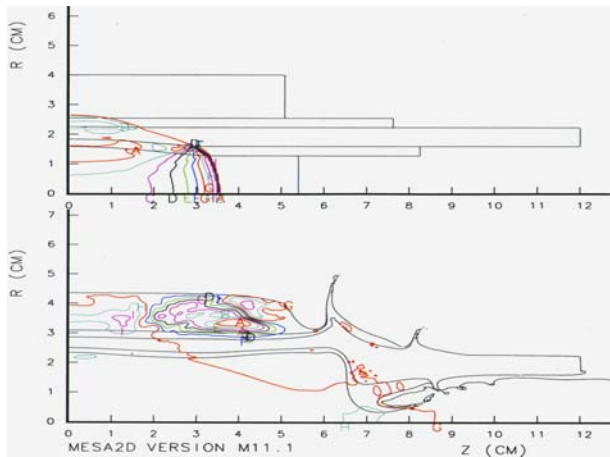 R (CM)
6
5
4
3
2
1
0
A
C D E E G I A
G
0 1 2 3 4 5 6 7 8 9 10 11 12
R (CM)
7
6
5
4
3
2
1
0
D G
I A
D
F
H G
0 1 2 3 4 5 6 7 8 9 10 11 12
MESA2D VERSION M11.1 Z (CM)